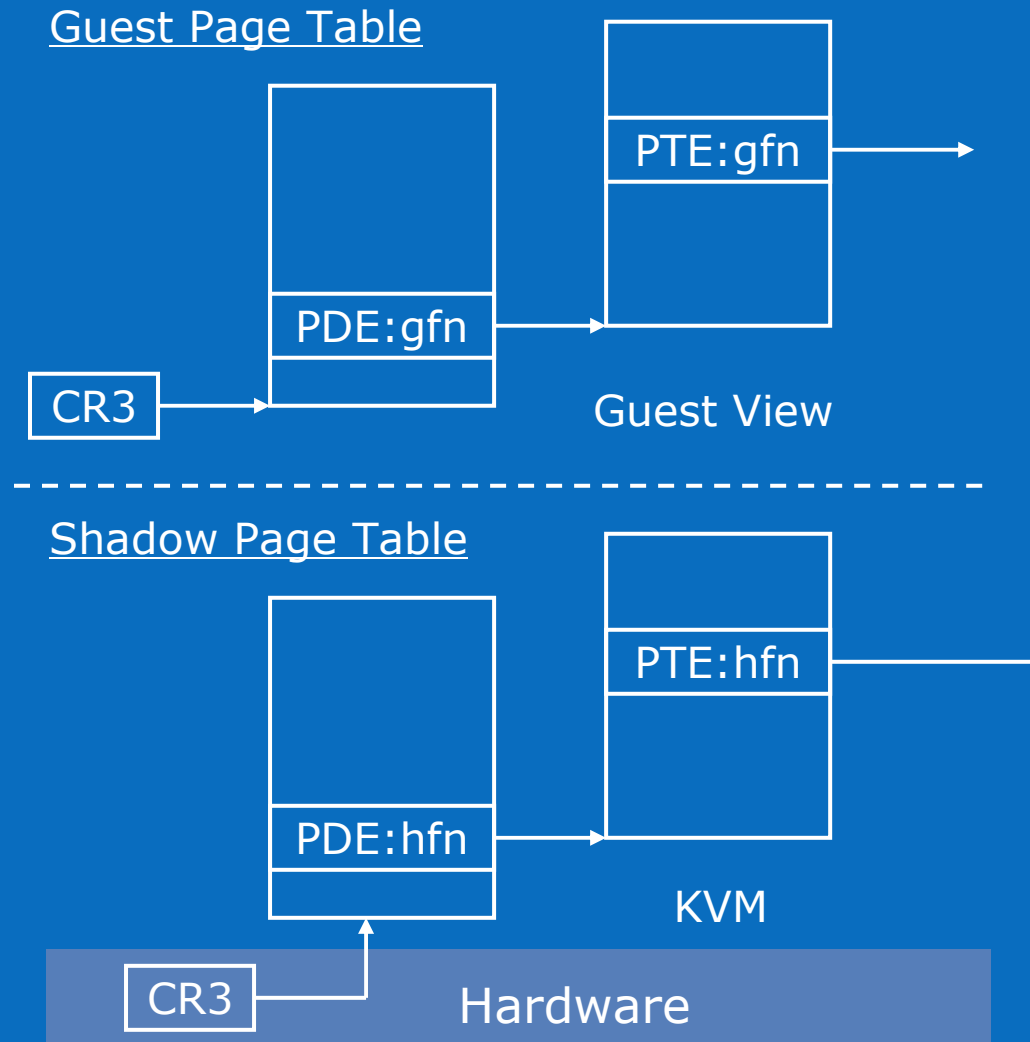 Guest Page Table
PTE:gfn
PDE:gfn
CR3
Guest View
Shadow Page Table
PTE:hfn
PDE:hfn
KVM
CR3
Hardware